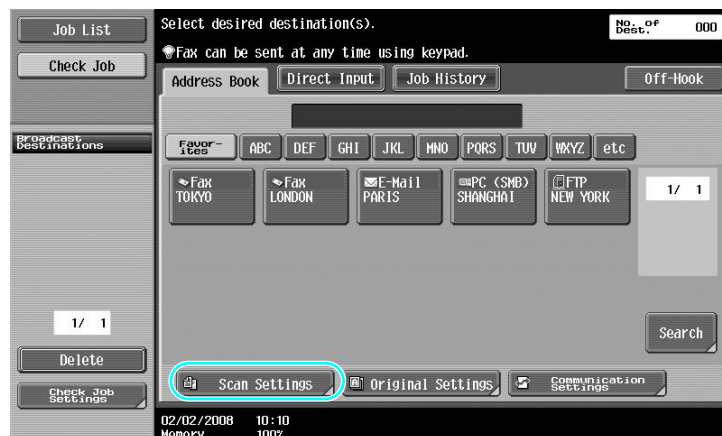 Job List
Check Job
Select desired destination(s).
No. of Dest. 000
Fax can be sent at any time using keypad.
Address Book Direct Input Job History Off-Hook
Broadcast
Destinations
Favor-
ites ABC DEF GHI JKL MNO PQRS TUV WXYZ etc
Fax
TOKYO
Fax
LONDON
E-Mail
PARIS
PC (SMB)
SHANGHAI
FTP
NEW YORK
1/ 1
1/ 1
Search
Delete
Check Job
Settings
Scan Settings Original Settings Communication
Settings
02/02/2008 10:10
Memory 100%